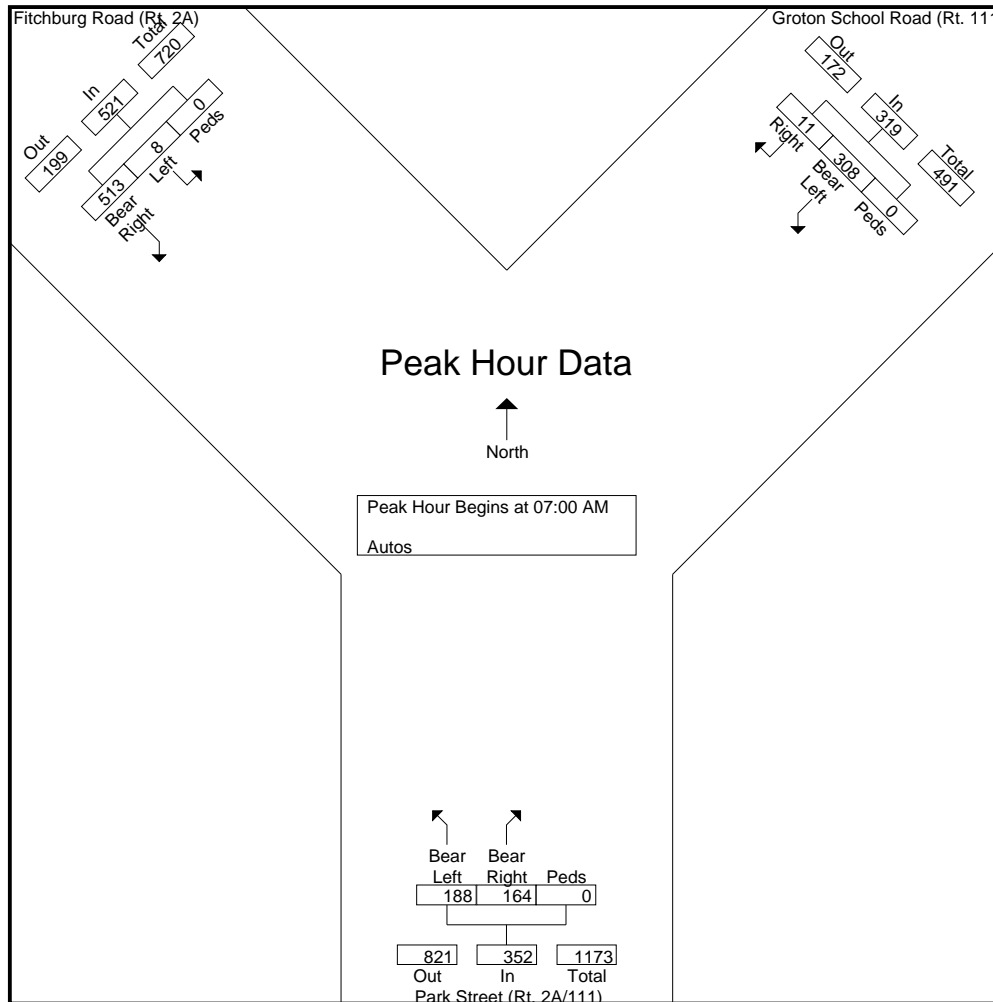 Fitchburg Road (Rt. 2A)
Groton School Road (Rt. 111
Total
720
In
521
Out
199
0
Peds
8
Left
513
Bear
Right
Out
172
In
319
Total
491
11
Right
308
Bear
Left
0
Peds
Peak Hour Data
North
Peak Hour Begins at 07:00 AM
Autos
Bear Bear
Left Right Peds
188 164 0
821 352 1173
Out In Total
Park Street (Rt. 2A/111)